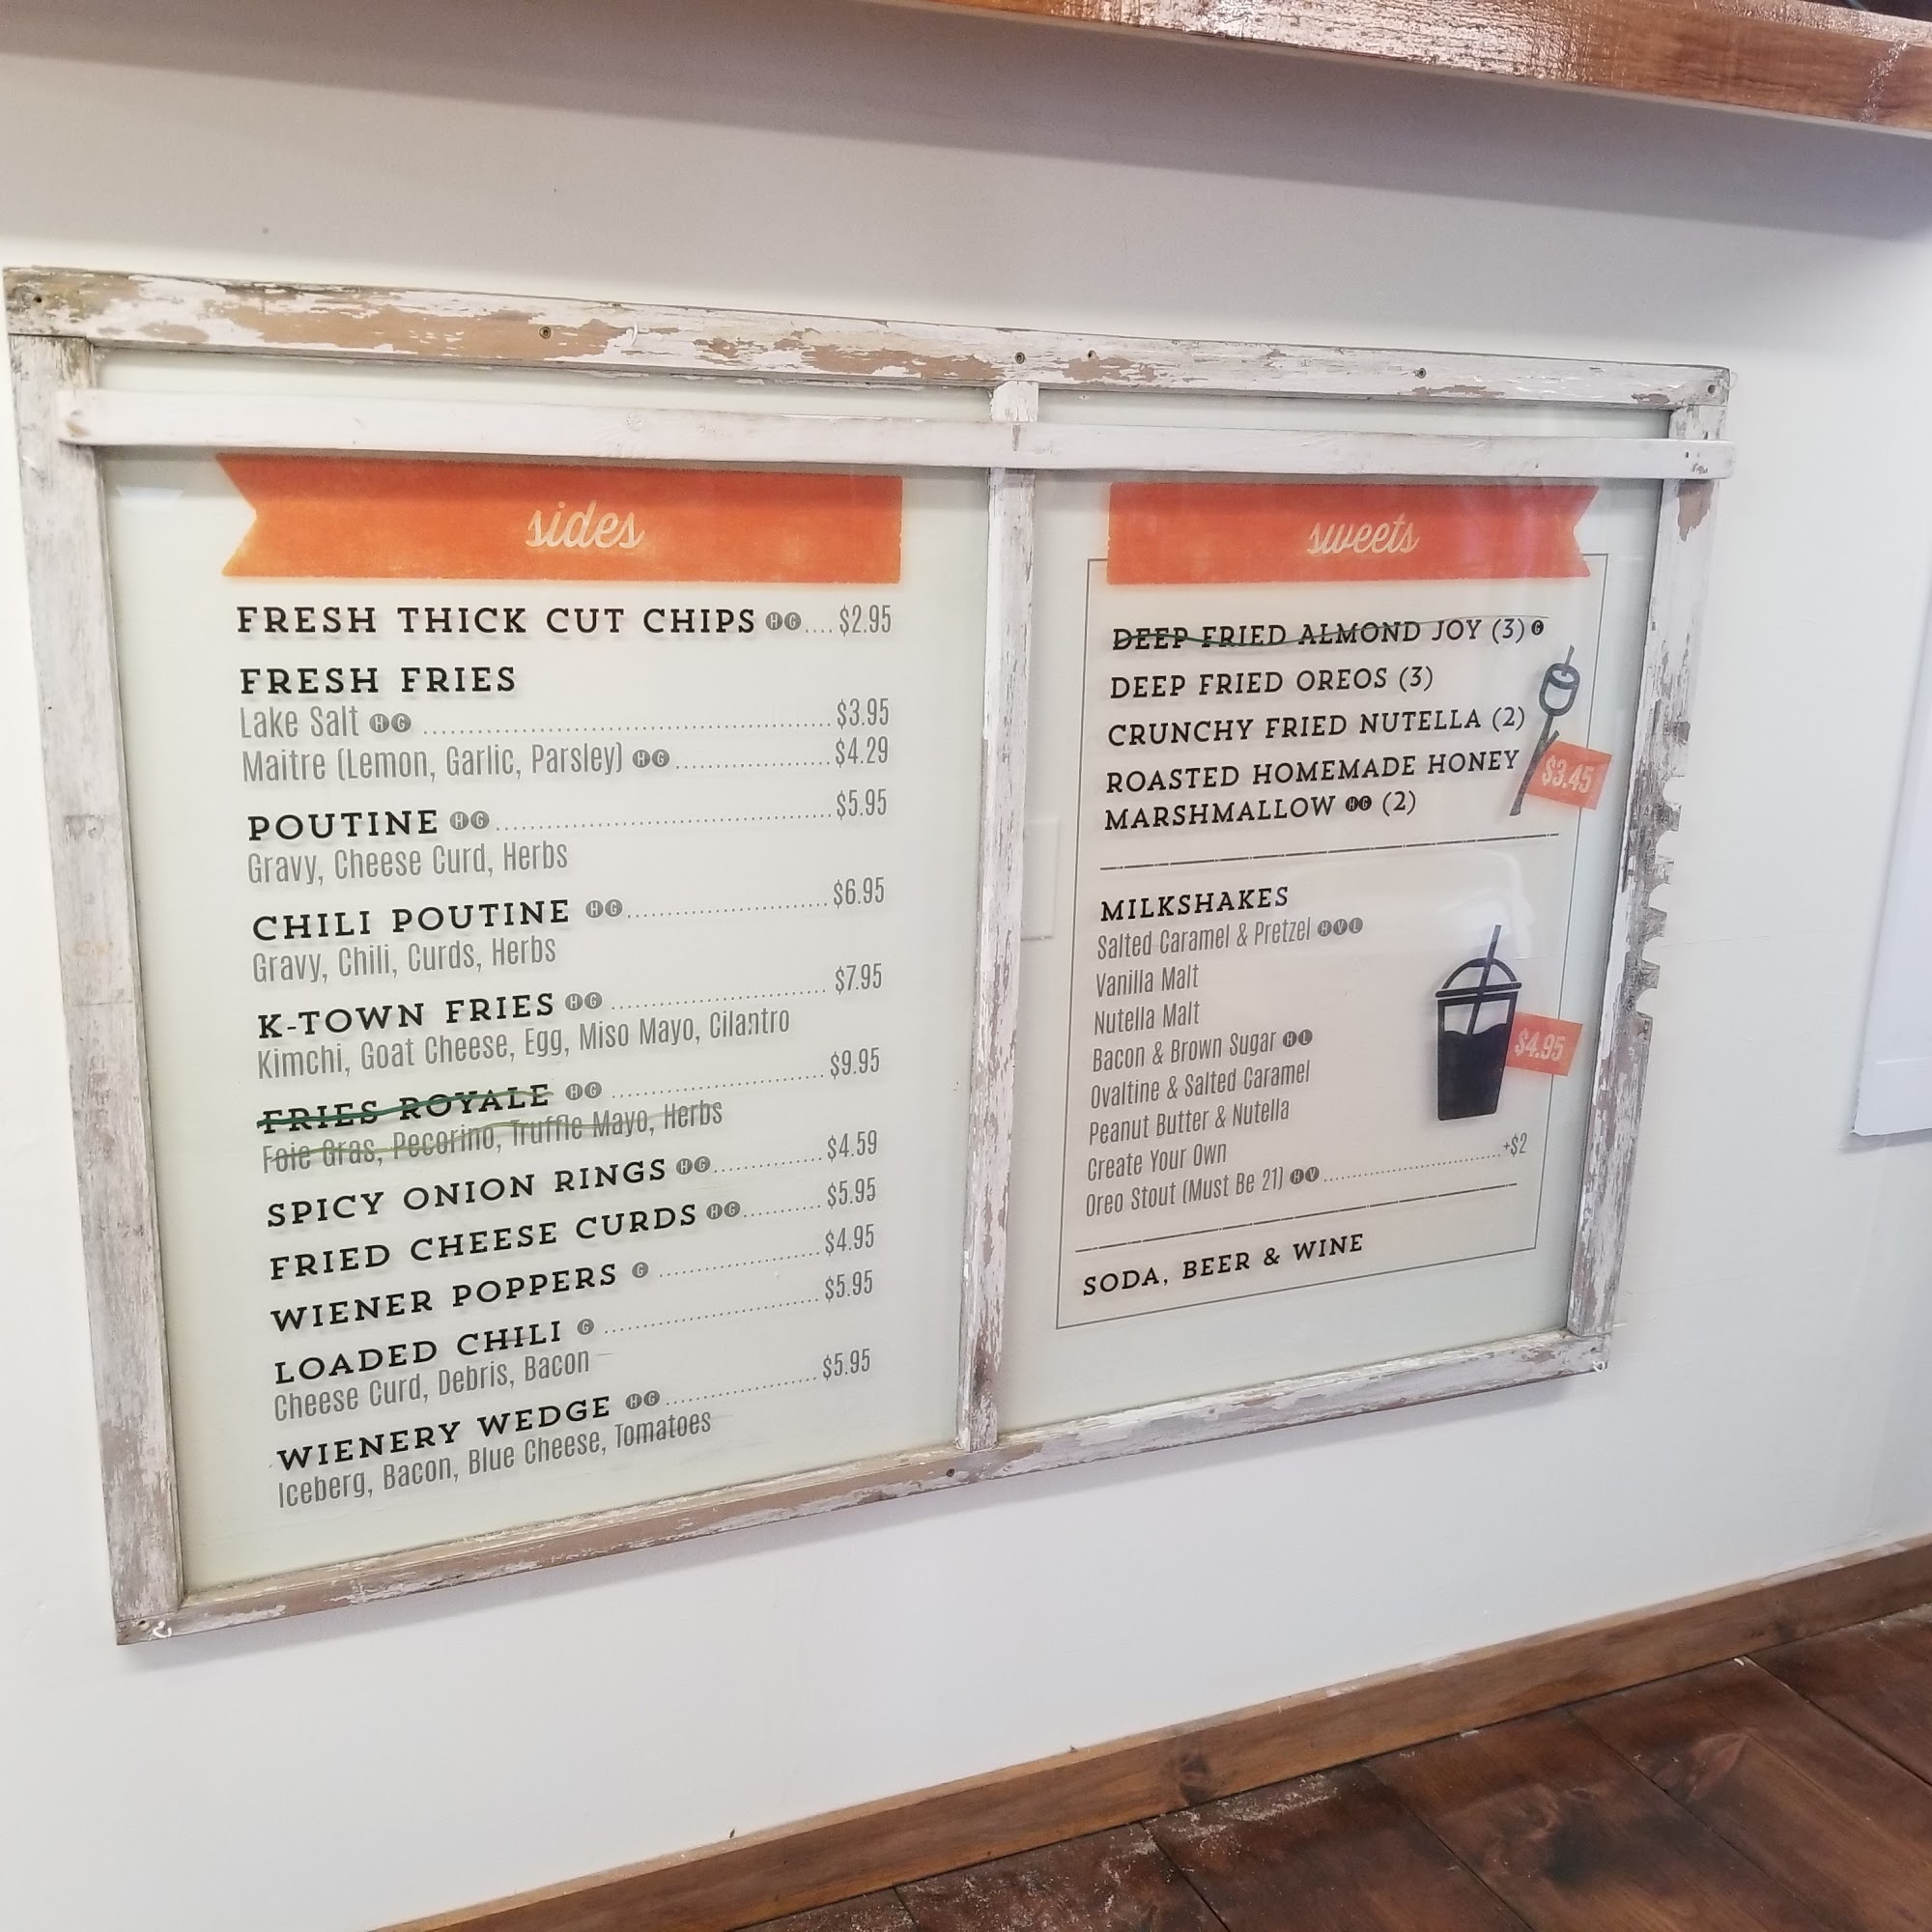 sides
FRESH THICK CUT CHIPS H G .... $2.95
FRESH FRIES
Lake Salt H G ........ $3.95
Maitre (Lemon, Garlic, Parsley) H G ........ $4.29
POUTINE H G ........ $5.95
Gravy, Cheese Curd, Herbs
CHILI POUTINE H G ........ $6.95
Gravy, Chili, Curds, Herbs
K-TOWN FRIES H G ........ $7.95
Kimchi, Goat Cheese, Egg, Miso Mayo, Cilantro
FRIES ROYALE H G ........ $9.95
Foie Gras, Pecorino, Truffle Mayo, Herbs
SPICY ONION RINGS H G ........ $4.59
FRIED CHEESE CURDS H G ........ $5.95
WIENER POPPERS G ........ $4.95
LOADED CHILI G ........ $5.95
Cheese Curd, Debris, Bacon
WIENERY WEDGE H G ........ $5.95
Iceberg, Bacon, Blue Cheese, Tomatoes
sweets
DEEP FRIED ALMOND JOY (3) G
DEEP FRIED OREOS (3)
CRUNCHY FRIED NUTELLA (2)
ROASTED HOMEMADE HONEY
MARSHMALLOW H G (2)
$3.45
MILKSHAKES
Salted Caramel & Pretzel H V L
Vanilla Malt
Nutella Malt
Bacon & Brown Sugar H L
Ovaltine & Salted Caramel
Peanut Butter & Nutella
Create Your Own
Oreo Stout (Must Be 21) H V ........ +$2
$4.95
SODA, BEER & WINE